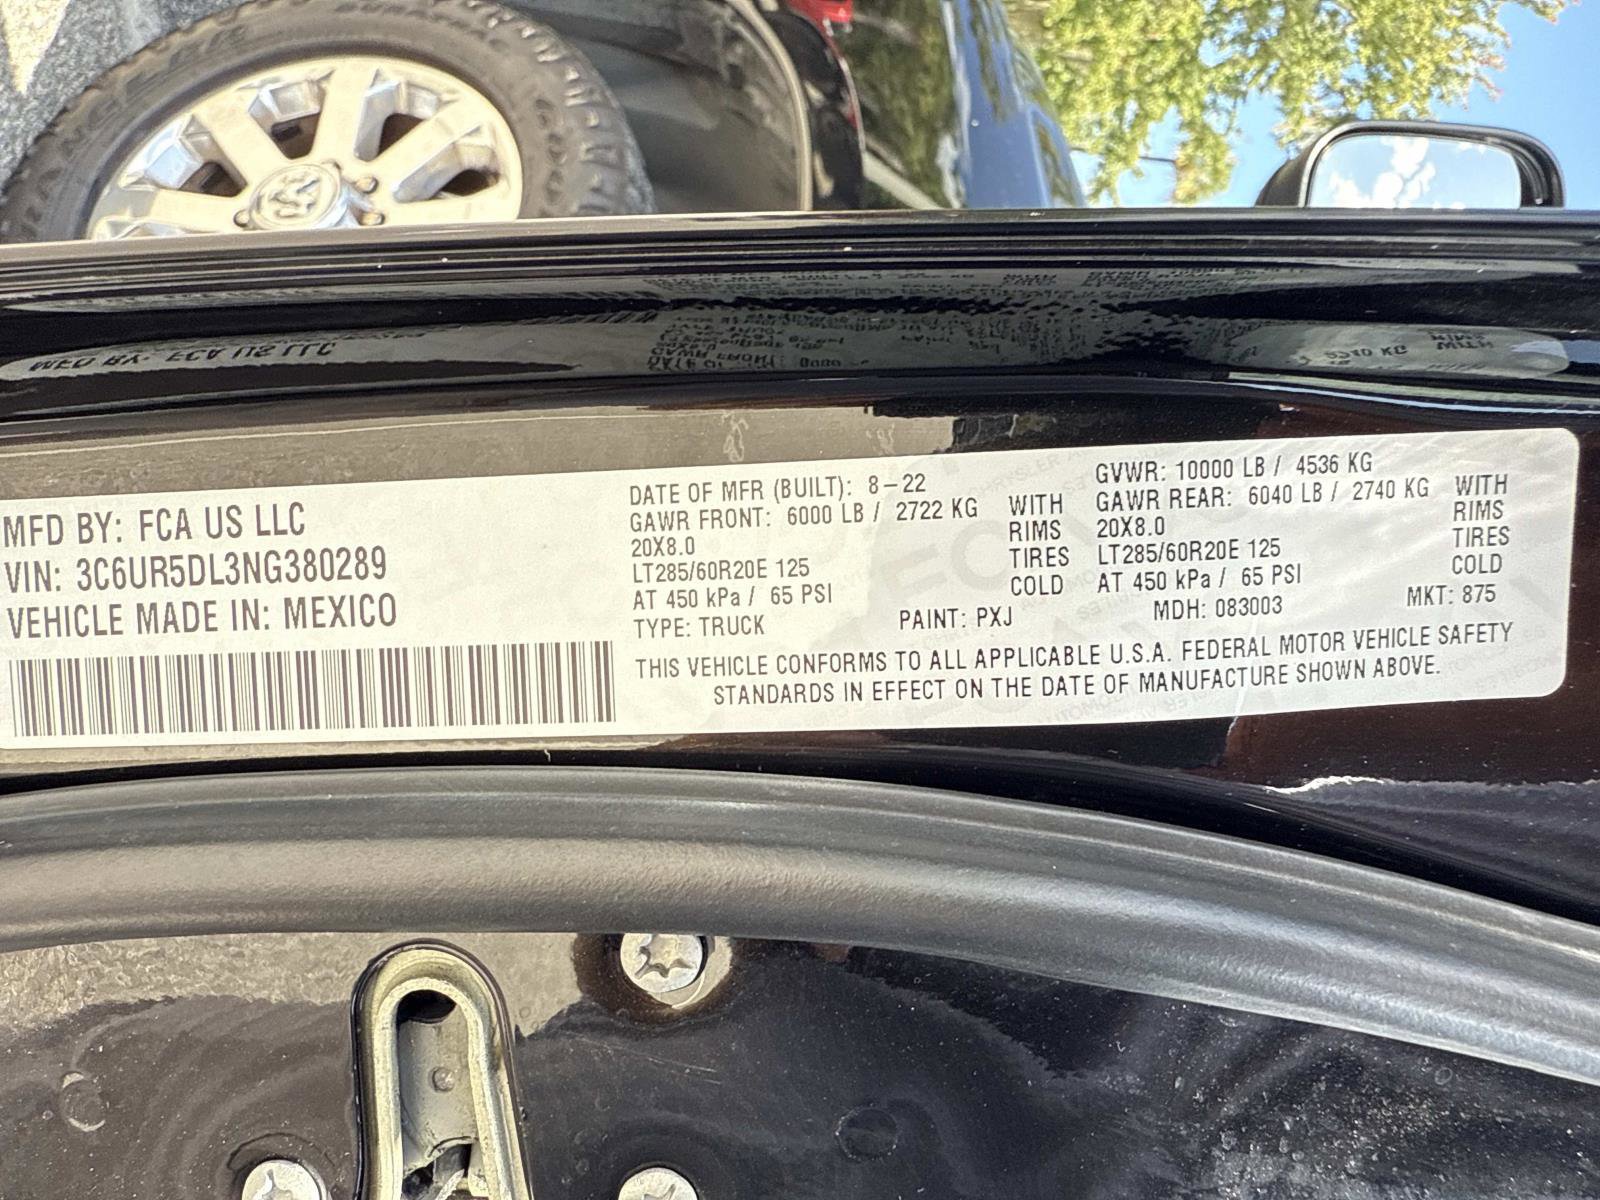 WRANGLER
DURATRAC
MFD BY: FCA US LLC
VIN: 3C6UR5DL3NG380289
VEHICLE MADE IN: MEXICO
DATE OF MFR (BUILT): 8-22
GAWR FRONT: 6000 LB / 2722 KG WITH
20X8.0 RIMS
LT285/60R20E 125 TIRES
AT 450 kPa / 65 PSI COLD
TYPE: TRUCK
GVWR: 10000 LB / 4536 KG
GAWR REAR: 6040 LB / 2740 KG WITH
20X8.0 RIMS
LT285/60R20E 125 TIRES
AT 450 kPa / 65 PSI COLD
PAINT: PXJ MDH: 083003 MKT: 875
THIS VEHICLE CONFORMS TO ALL APPLICABLE U.S.A. FEDERAL MOTOR VEHICLE SAFETY
STANDARDS IN EFFECT ON THE DATE OF MANUFACTURE SHOWN ABOVE.